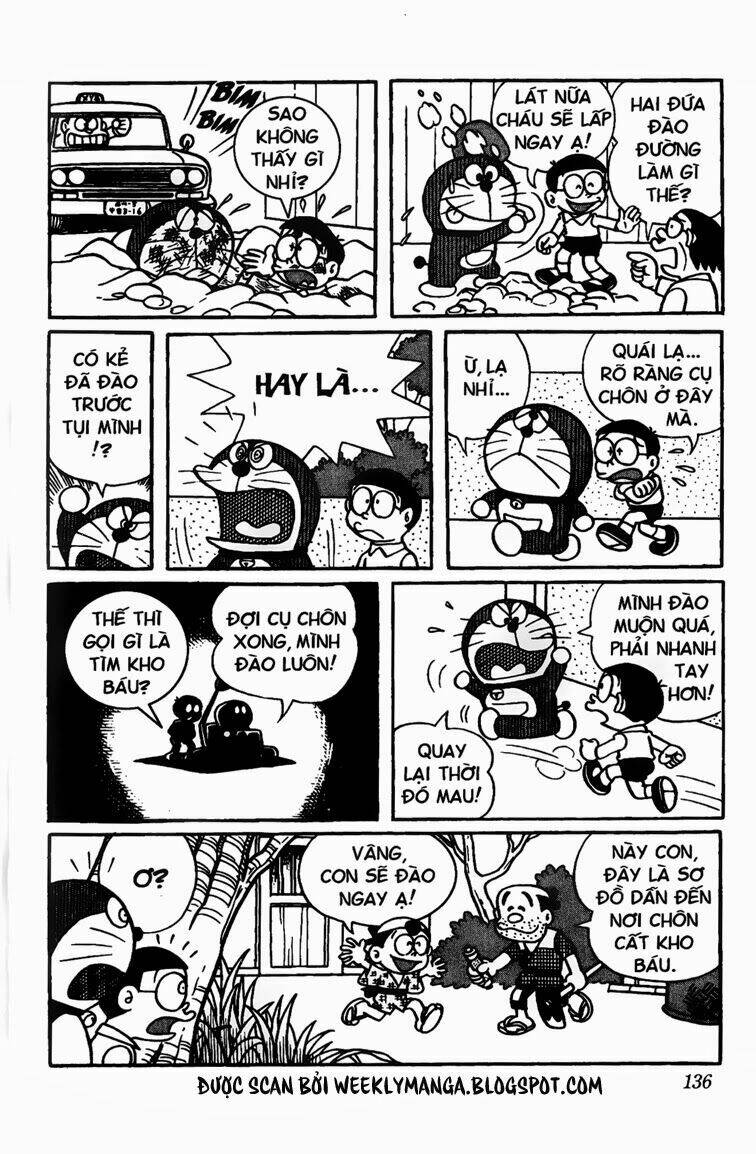 HAI ĐỨA
ĐÀO
ĐƯỜNG
LÀM GÌ
THẾ?
LÁT NỮA
CHÁU SẼ LẤP
NGAY Ạ!
BIM
BIM
SAO
KHÔNG
THẤY GÌ
NHỈ?
QUÁI LẠ...
RÕ RÀNG CỤ
CHÔN Ở ĐÂY
MÀ.
Ừ, LẠ
NHỈ...
HAY LÀ...
CÓ KẺ
ĐÃ ĐÀO
TRƯỚC
TỤI MÌNH
!?
MÌNH ĐÀO
MUỘN QUÁ,
PHẢI NHANH
TAY
HƠN!
QUAY
LẠI THỜI
ĐÓ MAU!
ĐỢI CỤ CHÔN
XONG, MÌNH
ĐÀO LUÔN!
THẾ THÌ
GỌI GÌ LÀ
TÌM KHO
BÁU?
NÀY CON,
ĐÂY LÀ SƠ
ĐỒ DẪN ĐẾN
NƠI CHÔN
CẤT KHO
BÁU.
VÂNG,
CON SẼ ĐÀO
NGAY Ạ!
Ơ?
ĐƯỢC SCAN BỞI WEEKLYMANGA.BLOGSPOT.COM
136